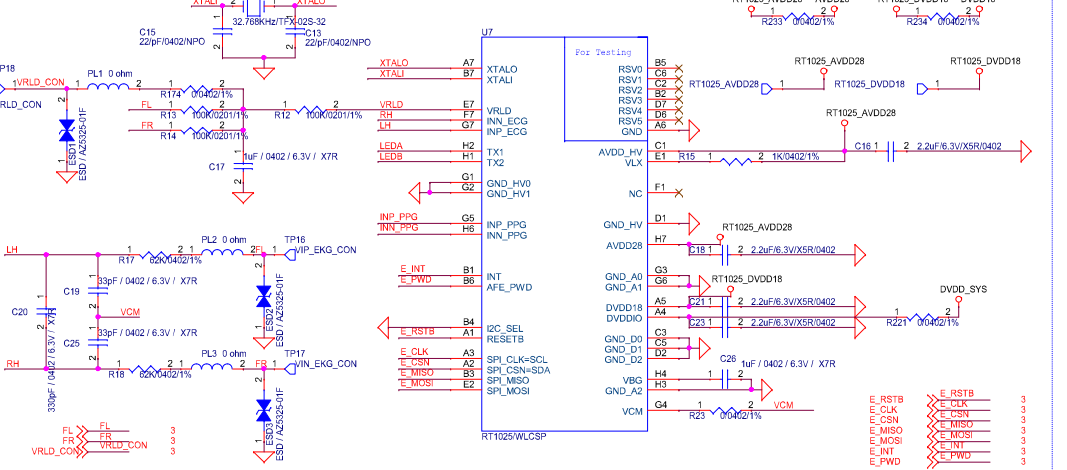 XTALI
XTALO
32.768KHz/TFX-02S-32
C15
22/pF/0402/NPO
C13
22/pF/0402/NPO
RT1025_AVDD28
AVDD28
R233
0/0402/1%
RT1025_DVDD18
DVDD18
R234
0/0402/1%
U7
For Testing
TP18
VRLD_CON
PL1 0 ohm
R174 0/0402/1%
FL
R13 100K/0201/1%
FR
R14 100K/0201/1%
R12 100K/0201/1%
ESD1
ESD / AZ5325-01F
C17
1uF / 0402 / 6.3V / X7R
XTALO A7 XTALO
XTALI B7 XTALI
VRLD E7 VRLD
RH F7 INN_ECG
LH G7 INP_ECG
LEDA H2 TX1
LEDB H1 TX2
G1 GND_HV0
G2 GND_HV1
INP_PPG G5 INP_PPG
INN_PPG H6 INN_PPG
E_INT B1 INT
E_PWD B6 AFE_PWD
B4 I2C_SEL
E_RSTB A1 RESETB
E_CLK A3 SPI_CLK=SCL
E_CSN A2 SPI_CSN=SDA
E_MISO B3 SPI_MISO
E_MOSI E2 SPI_MOSI
RT1025/WLCSP
RSV0 B5
RSV1 C6
RSV2 C2
RSV3 B2
RSV4 D7
RSV5 D6
GND A6
AVDD_HV C1
VLX E1
NC F1
GND_HV D1
AVDD28 H7
GND_A0 G3
GND_A1 G6
DVDD18 A5
DVDDIO A4
GND_D0 C3
GND_D1 C5
GND_D2 D2
VBG H4
GND_A2 H3
VCM G4
RT1025_AVDD28
RT1025_AVDD28
RT1025_DVDD18
RT1025_DVDD18
RT1025_AVDD28
R15 1K/0402/1%
C16
2.2uF/6.3V/X5R/0402
RT1025_AVDD28
C18
2.2uF/6.3V/X5R/0402
RT1025_DVDD18
C21
2.2uF/6.3V/X5R/0402
C23
2.2uF/6.3V/X5R/0402
DVDD_SYS
R221 0/0402/1%
C26
1uF / 0402 / 6.3V / X7R
R23 0/0402/1%
VCM
LH
R17 62K/0402/1%
PL2 0 ohm
FL
TP16
VIP_EKG_CON
C19
33pF / 0402 / 6.3V / X7R
VCM
C20
330pF / 0402 / 6.3V / X7R
C25
33pF / 0402 / 6.3V / X7R
ESD2
ESD / AZ5325-01F
RH
R18 62K/0402/1%
PL3 0 ohm
FR
TP17
VIN_EKG_CON
ESD3
ESD / AZ5325-01F
FL FL 3
FR FR 3
VRLD_CON VRLD_CON 3
E_RSTB E_RSTB 3
E_CLK E_CLK 3
E_CSN E_CSN 3
E_MISO E_MISO 3
E_MOSI E_MOSI 3
E_INT E_INT 3
E_PWD E_PWD 3